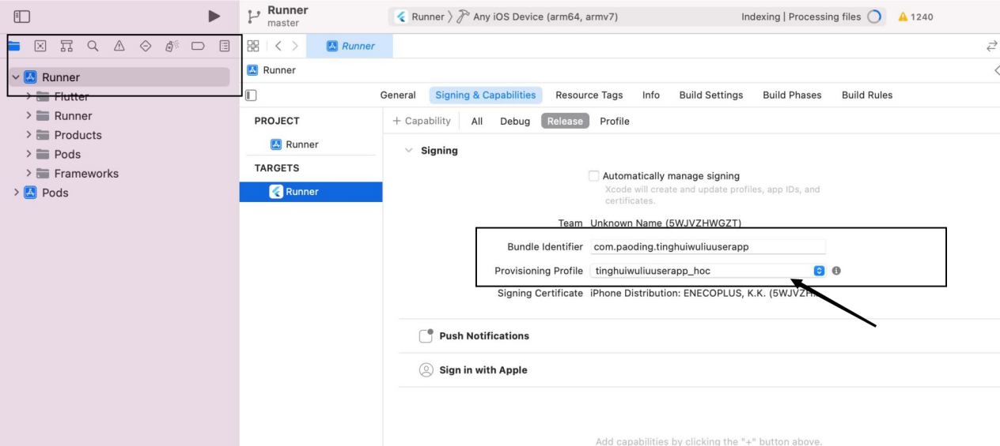 Runner
master
Runner 〉 Any iOS Device (arm64, armv7)
Indexing | Processing files
1240
Runner
Runner
Runner
Flutter
Runner
Products
Pods
Frameworks
Pods
General Signing & Capabilities Resource Tags Info Build Settings Build Phases Build Rules
PROJECT
Runner
TARGETS
Runner
+ Capability All Debug Release Profile
Signing
Automatically manage signing
Xcode will create and update profiles, app IDs, and
certificates.
Team Unknown Name (5WJVZHWGZT)
Bundle Identifier com.paoding.tinghuiwuliuuserapp
Provisioning Profile tinghuiwuliuuserapp_hoc
Signing Certificate iPhone Distribution: ENECOPLUS, K.K. (5WJVZH...
Push Notifications
Sign in with Apple
Add capabilities by clicking the "+" button above.